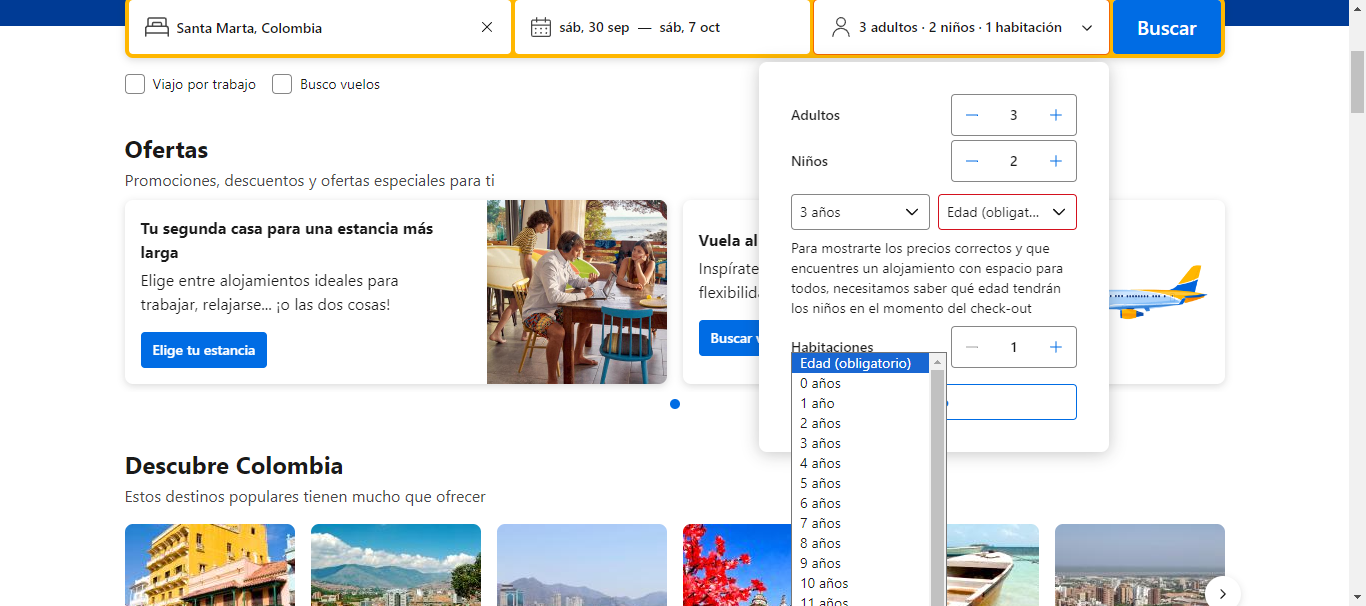 Santa Marta, Colombia
sáb, 30 sep — sáb, 7 oct
3 adultos · 2 niños · 1 habitación
Buscar
Viajo por trabajo
Busco vuelos
Adultos
3
Niños
2
3 años
Edad (obligat...
Para mostrarte los precios correctos y que
encuentres un alojamiento con espacio para
todos, necesitamos saber qué edad tendrán
los niños en el momento del check-out
Habitaciones
1
Edad (obligatorio)
0 años
1 año
2 años
3 años
4 años
5 años
6 años
7 años
8 años
9 años
10 años
11 años
Ofertas
Promociones, descuentos y ofertas especiales para ti
Tu segunda casa para una estancia más
larga
Elige entre alojamientos ideales para
trabajar, relajarse... ¡o las dos cosas!
Elige tu estancia
Vuela al
Inspírate
Buscar
Descubre Colombia
Estos destinos populares tienen mucho que ofrecer